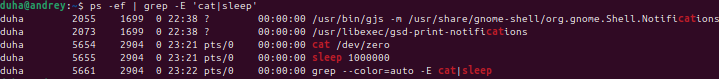 duha@andrey:~$ ps -ef | grep -E 'cat|sleep'
duha 2055 1699 0 22:38 ? 00:00:00 /usr/bin/gjs -m /usr/share/gnome-shell/org.gnome.Shell.Notifications
duha 2073 1699 0 22:38 ? 00:00:00 /usr/libexec/gsd-print-notifications
duha 5654 2904 0 23:21 pts/0 00:00:00 cat /dev/zero
duha 5655 2904 0 23:21 pts/0 00:00:00 sleep 1000000
duha 5661 2904 0 23:22 pts/0 00:00:00 grep --color=auto -E cat|sleep